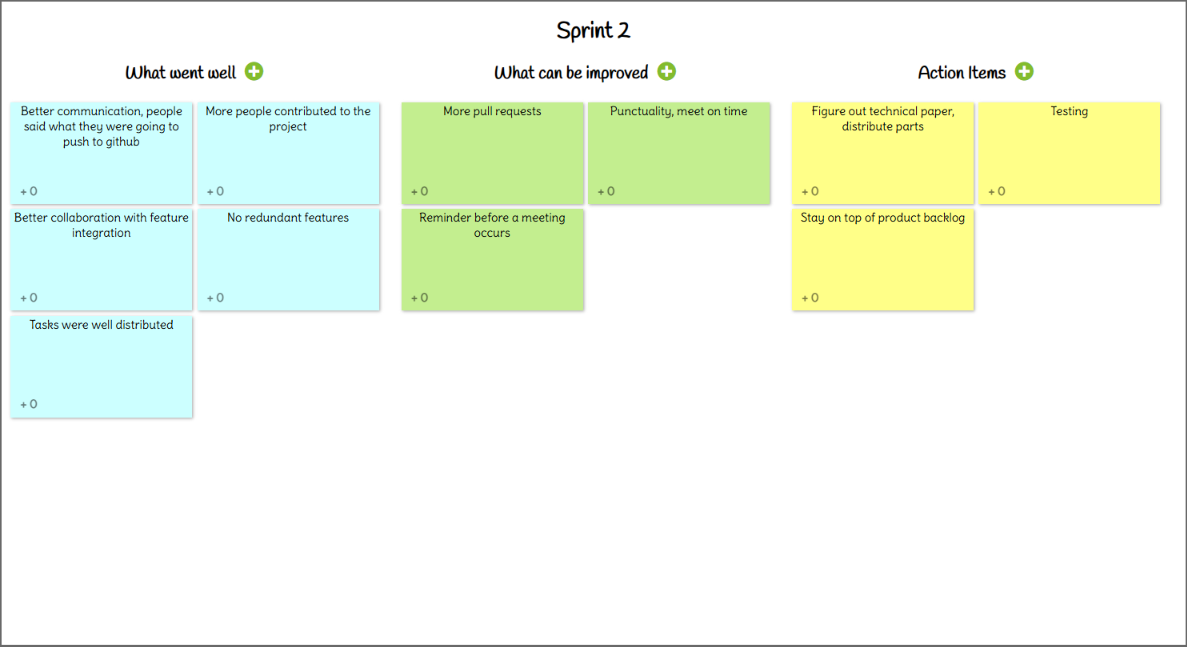 Sprint 2
What went well
What can be improved
Action Items
Better communication, people
said what they were going to
push to github
+ 0
More people contributed to the
project
+ 0
More pull requests
+ 0
Punctuality, meet on time
+ 0
Figure out technical paper,
distribute parts
+ 0
Testing
+ 0
Better collaboration with feature
integration
+ 0
No redundant features
+ 0
Reminder before a meeting
occurs
+ 0
Stay on top of product backlog
+ 0
Tasks were well distributed
+ 0